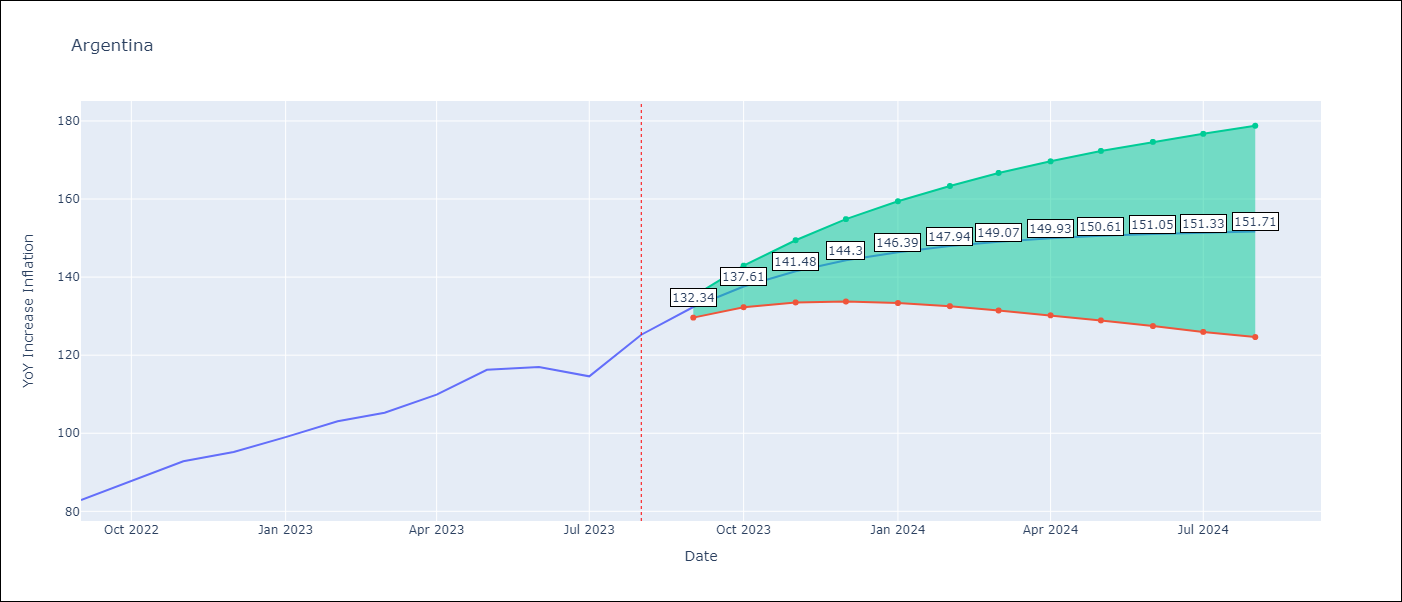 Argentina
YoY Increase Inflation
180
160
140
120
100
80
132.34
137.61
141.48
144.3
146.39
147.94
149.07
149.93
150.61
151.05
151.33
151.71
Oct 2022
Jan 2023
Apr 2023
Jul 2023
Oct 2023
Jan 2024
Apr 2024
Jul 2024
Date